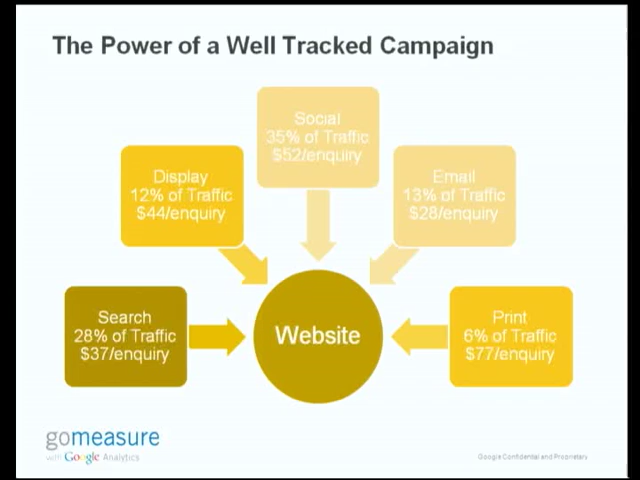 The Power of a Well Tracked Campaign
Social
35% of Traffic
$52/enquiry
Display
12% of Traffic
$44/enquiry
Email
13% of Traffic
$28/enquiry
Search
28% of Traffic
$37/enquiry
Website
Print
6% of Traffic
$77/enquiry
gomeasure
with Google Analytics
Google Confidential and Proprietary